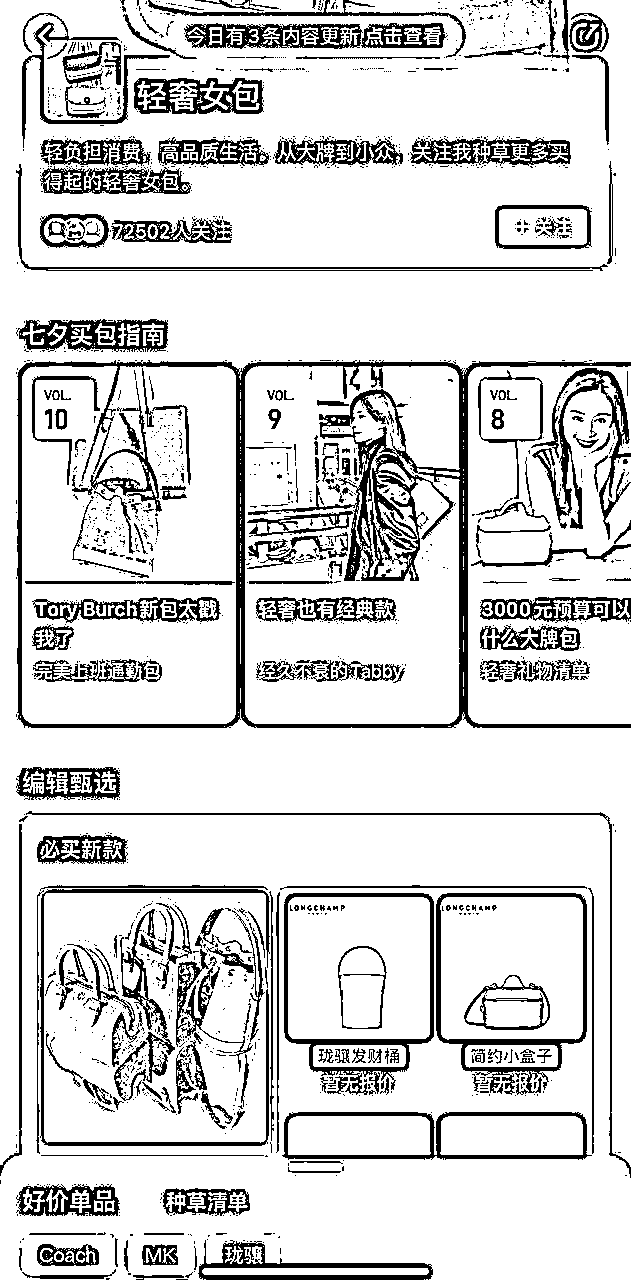 今日有3条内容更新 点击查看
轻奢女包
轻负担消费，高品质生活。从大牌到小众，关注我种草更多买
得起的轻奢女包。
72502人关注
+ 关注
七夕买包指南
VOL.
10
Tory Burch新包太戳
我了
完美上班通勤包
VOL.
9
轻奢也有经典款
经久不衰的Tabby
VOL.
8
3000元预算可以
什么大牌包
轻奢礼物清单
编辑甄选
必买新款
LONGCHAMP
珑骧发财桶
暂无报价
LONGCHAMP
简约小盒子
暂无报价
好价单品
种草清单
Coach
MK
珑骧